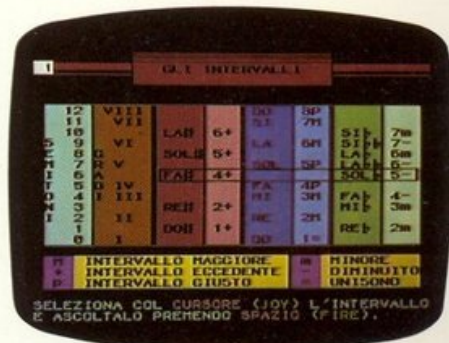 1
GLI INTERVALLI
SEMITONI
GRADI
12 VIII DO 8P
11 VII SI 7M
10 LA# 6+ SI♭ 7m
9 VI LA 6M SI♭♭ 7-
8 SOL# 5+ LA♭ 6m
7 V SOL 5P LA♭♭ 6-
6 FA# 4+ SOL♭ 5-
5 IV FA 4P
4 III MI 3M FA♭ 4-
3 RE# 2+ MI♭ 3m
2 II RE 2M
1 DO# 1+ RE♭ 2m
0 I DO 1=
M INTERVALLO MAGGIORE m MINORE
+ INTERVALLO ECCEDENTE - DIMINUITO
P INTERVALLO GIUSTO = UNISONO
SELEZIONA COL CURSORE (JOY) L'INTERVALLO
E ASCOLTALO PREMENDO SPAZIO (FIRE).